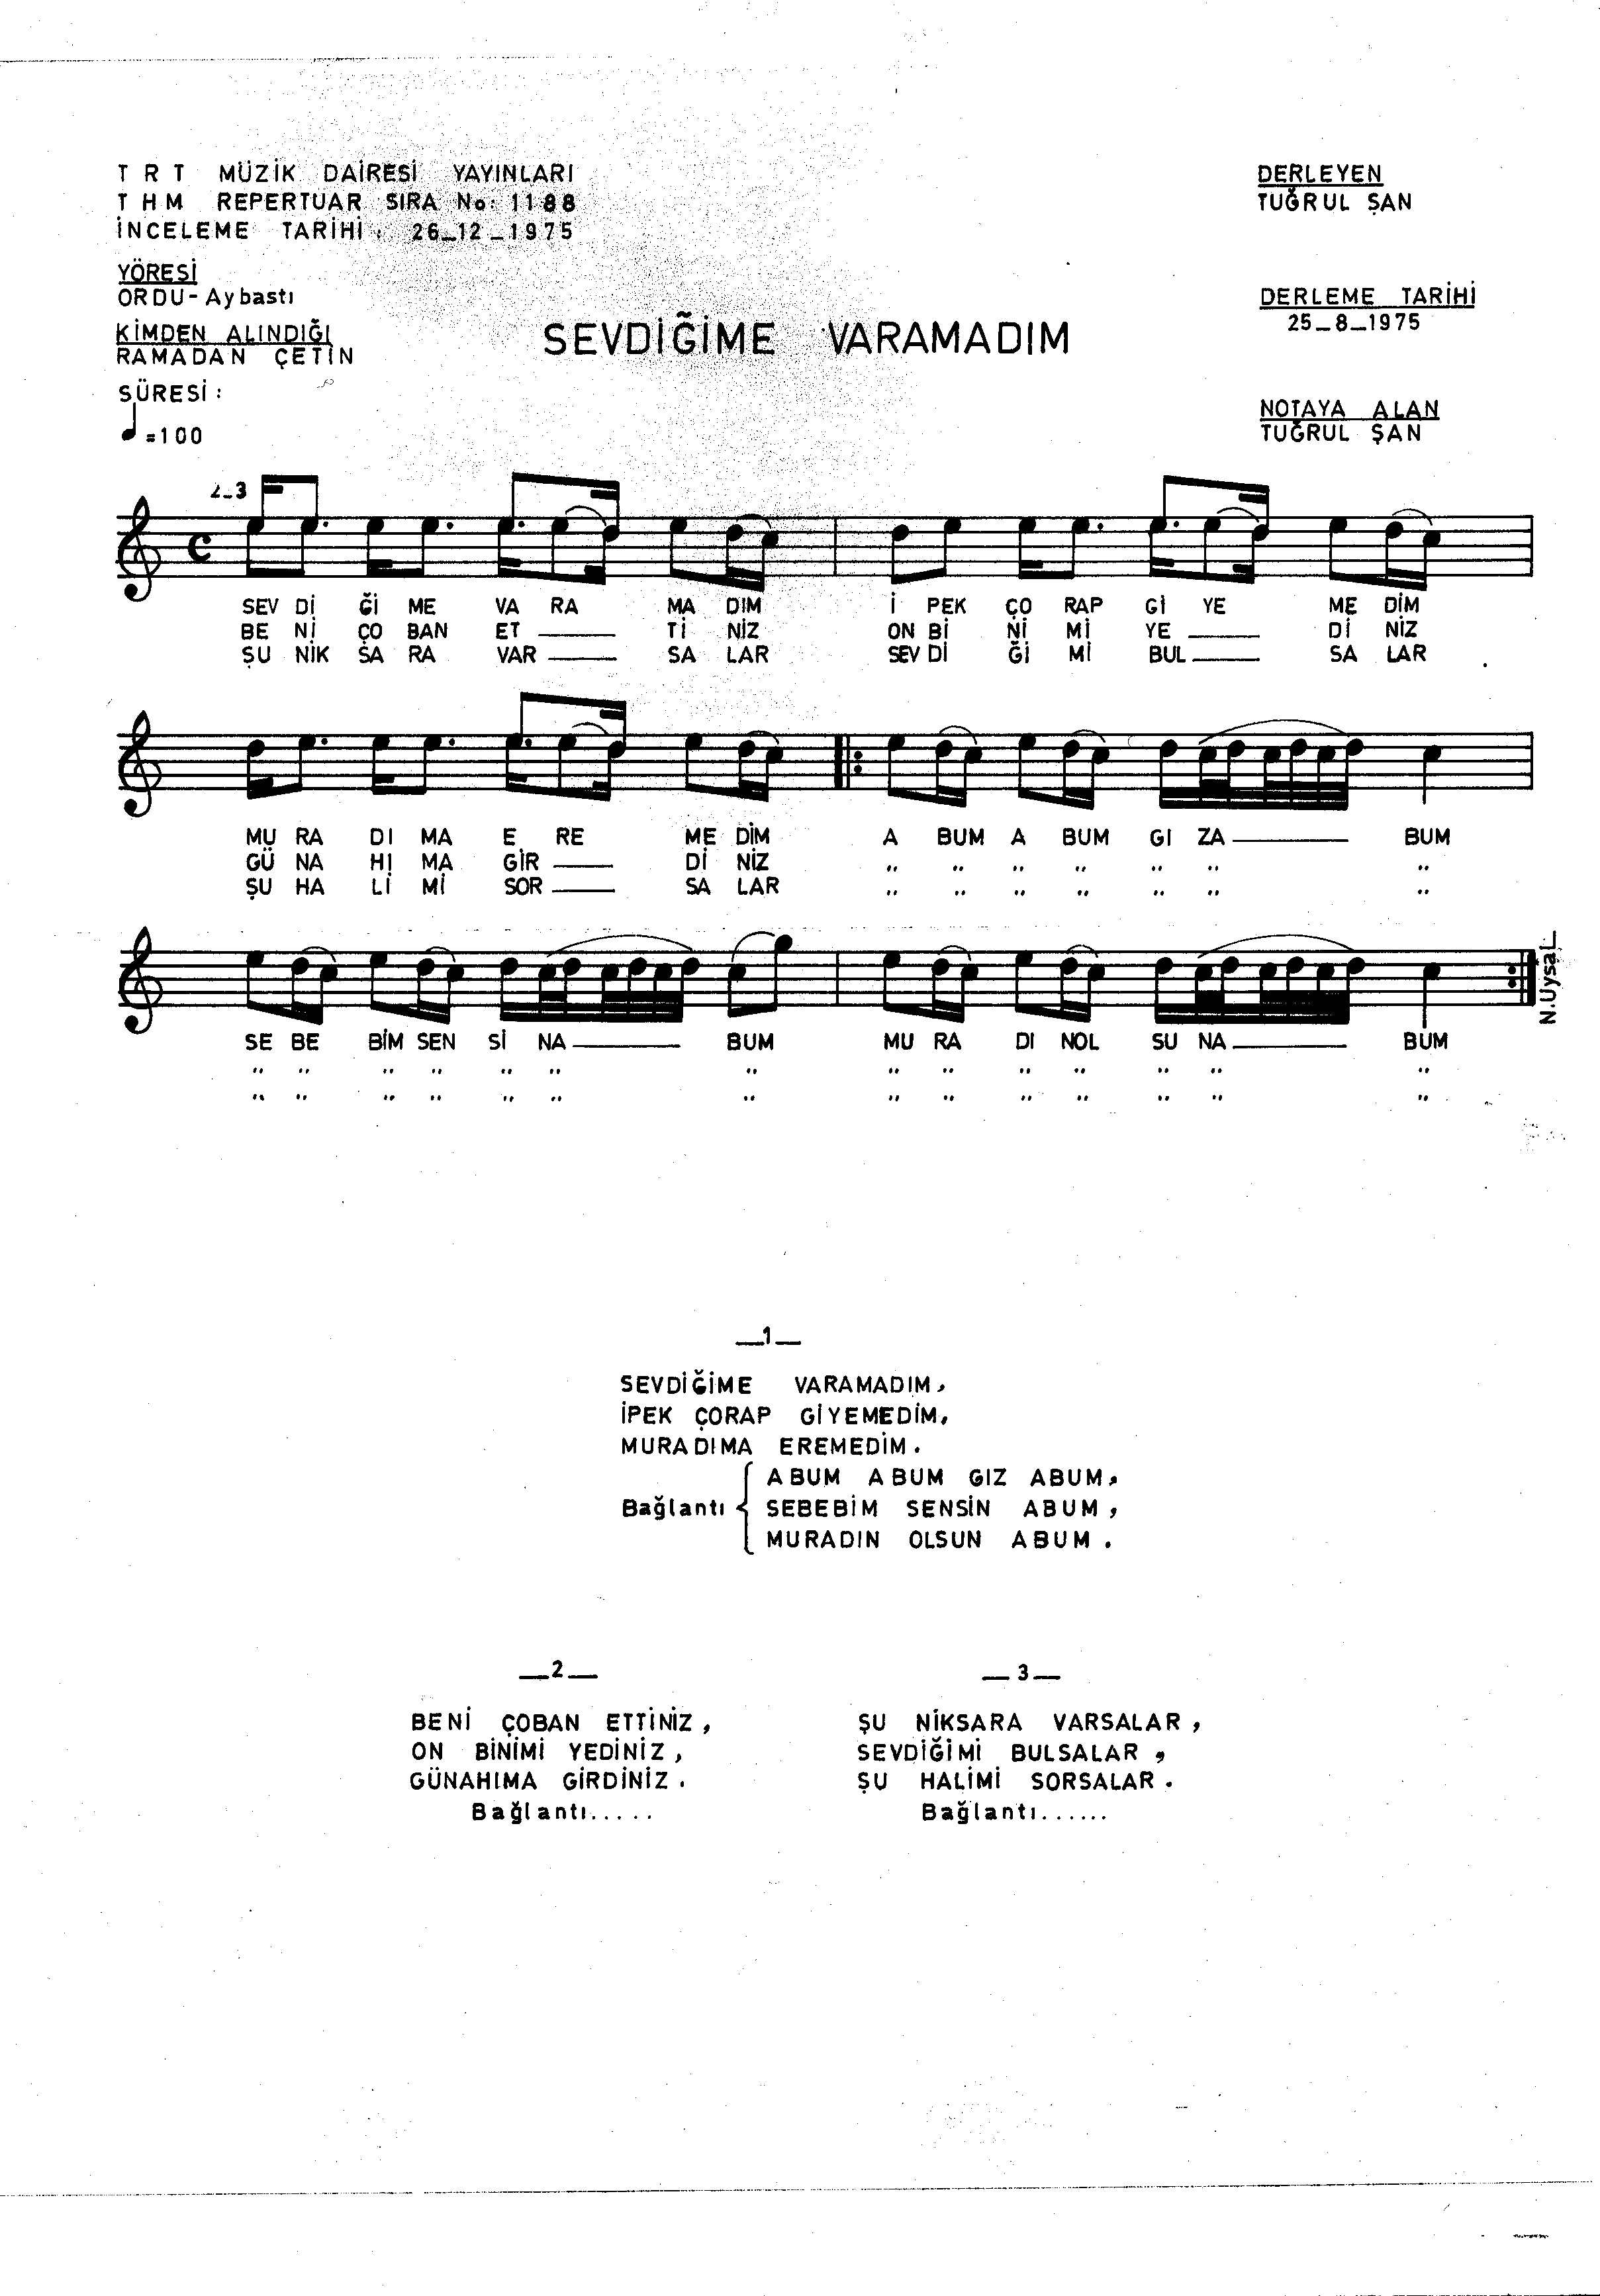 T R T MÜZİK DAİRESİ YAYINLARI
T H M REPERTUAR SIRA No: 1188
İNCELEME TARİHİ : 26_12_1975
DERLEYEN
TUĞRUL ŞAN
YÖRESİ
ORDU-Aybastı
DERLEME TARİHİ
25_8_1975
KİMDEN ALINDIĞI
RAMADAN ÇETİN
SEVDİĞİME VARAMADIM
SÜRESİ:
=100
NOTAYA ALAN
TUĞRUL ŞAN
2_3
SEV Dİ Ğİ ME VA RA MA DIM İ PEK ÇO RAP Gİ YE ME DİM
BE Nİ ÇO BAN ET ___ Tİ NİZ ON Bİ Nİ Mİ YE ___ Dİ NİZ
ŞU NİK SA RA VAR ___ SA LAR SEV Dİ Ğİ Mİ BUL ___ SA LAR
MU RA DI MA E RE ME DİM A BUM A BUM GI ZA ___ BUM
GÜ NA HI MA GİR ___ Dİ NİZ ,, ,, ,, ,, ,, ,, ,,
ŞU HA Lİ Mİ SOR ___ SA LAR ,, ,, ,, ,, ,, ,, ,,
SE BE BİM SEN Sİ NA ___ BUM MU RA DI NOL SU NA ___ BUM
,, ,, ,, ,, ,, ,, ,, ,, ,, ,, ,, ,, ,, ,,
,, ,, ,, ,, ,, ,, ,, ,, ,, ,, ,, ,, ,, ,,
N.Uysal
_1_
SEVDİĞİME VARAMADIM,
İPEK ÇORAP GİYEMEDİM,
MURADIMA EREMEDİM.
ABUM ABUM GIZ ABUM,
Bağlantı SEBEBİM SENSİN ABUM,
MURADIN OLSUN ABUM.
_2_
BENİ ÇOBAN ETTİNİZ,
ON BİNİMİ YEDİNİZ,
GÜNAHIMA GİRDİNİZ.
Bağlantı.....
_3_
ŞU NİKSARA VARSALAR,
SEVDİĞİMİ BULSALAR,
ŞU HALİMİ SORSALAR.
Bağlantı......